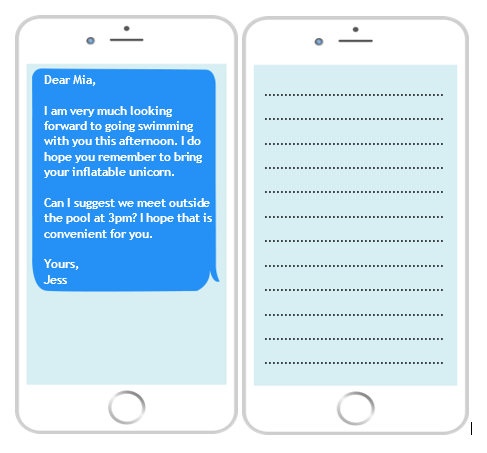 Dear Mia,
I am very much looking
forward to going swimming
with you this afternoon. I do
hope you remember to bring
your inflatable unicorn.
Can I suggest we meet outside
the pool at 3pm? I hope that is
convenient for you.
Yours,
Jess